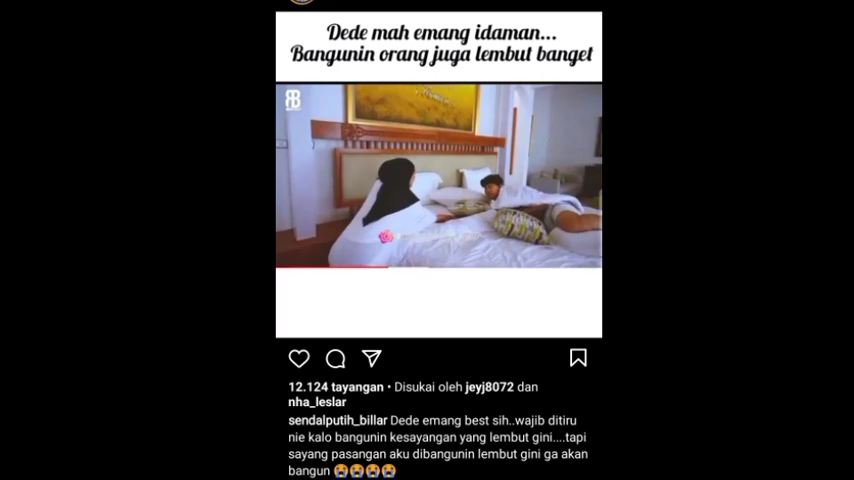 Dede mah emang idaman...
Bangunin orang juga lembut banget
RB
12.124 tayangan • Disukai oleh jeyj8072 dan
nha_leslar
sendalputih_billar Dede emang best sih..wajib ditiru
nie kalo bangunin kesayangan yang lembut gini....tapi
sayang pasangan aku dibangunin lembut gini ga akan
bangun 😭😭😭😭